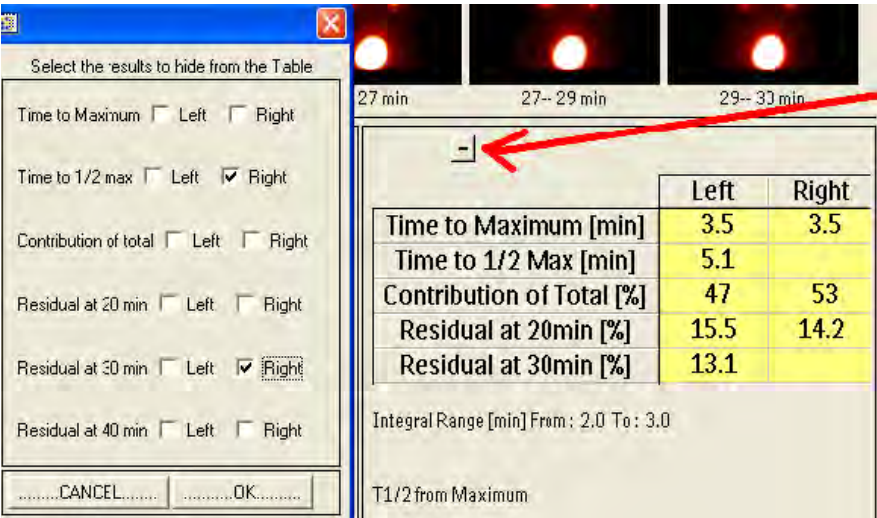 Select the results to hide from the Table
Time to Maximum Left Right
Time to 1/2 max Left Right
Contribution of total Left Right
Residual at 20 min Left Right
Residual at 30 min Left Right
Residual at 40 min Left Right
.........CANCEL........ ...........OK..........
27 min 27-- 29 min 29-- 30 min
-
Left Right
Time to Maximum [min] 3.5 3.5
Time to 1/2 Max [min] 5.1
Contribution of Total [%] 47 53
Residual at 20min [%] 15.5 14.2
Residual at 30min [%] 13.1
Integral Range [min] From : 2.0 To : 3.0
T1/2 from Maximum